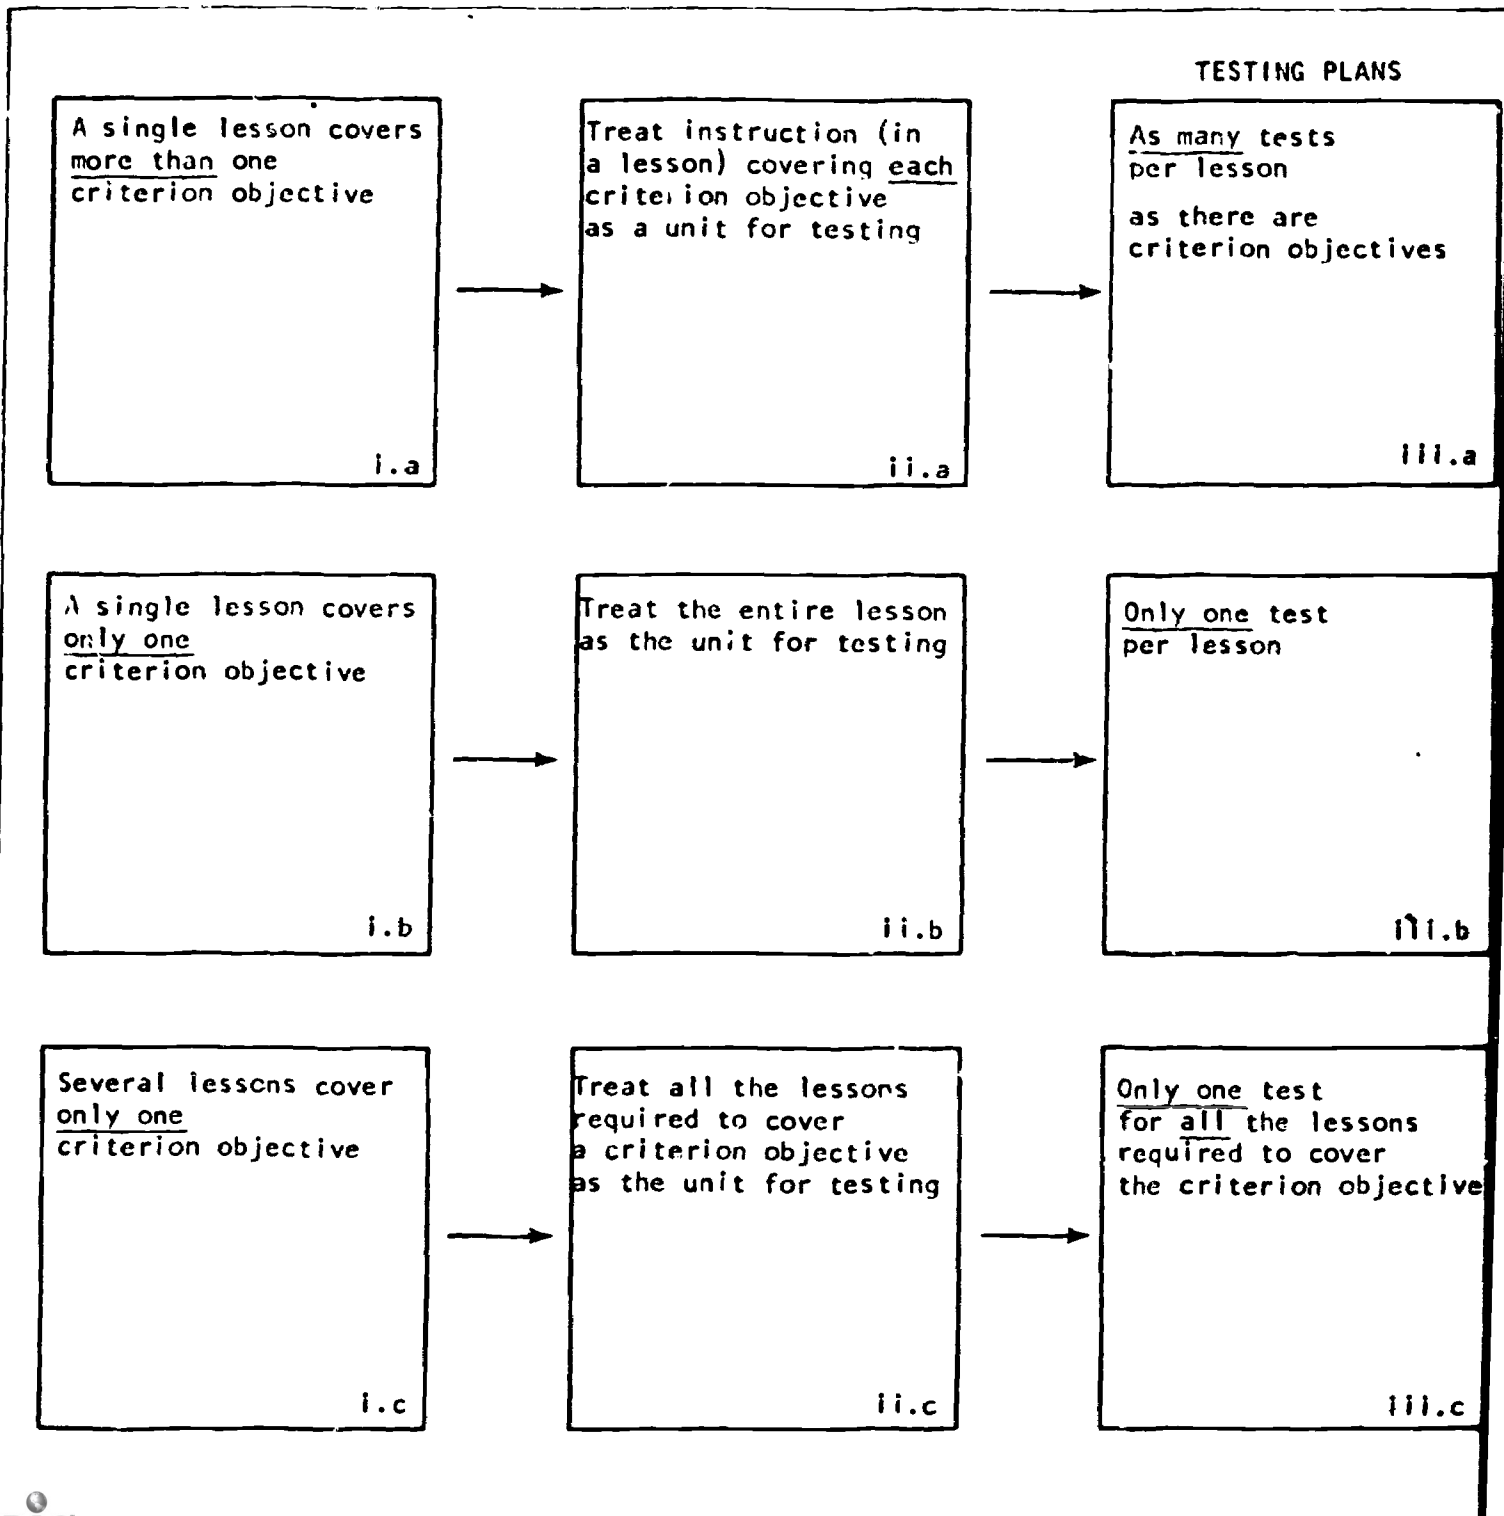 TESTING PLANS
A single lesson covers
more than one
criterion objective
i.a
Treat instruction (in
a lesson) covering each
criterion objective
as a unit for testing
ii.a
As many tests
per lesson
as there are
criterion objectives
iii.a
A single lesson covers
only one
criterion objective
i.b
Treat the entire lesson
as the unit for testing
ii.b
Only one test
per lesson
iii.b
Several lessons cover
only one
criterion objective
i.c
Treat all the lessons
required to cover
a criterion objective
as the unit for testing
ii.c
Only one test
for all the lessons
required to cover
the criterion objective
iii.c